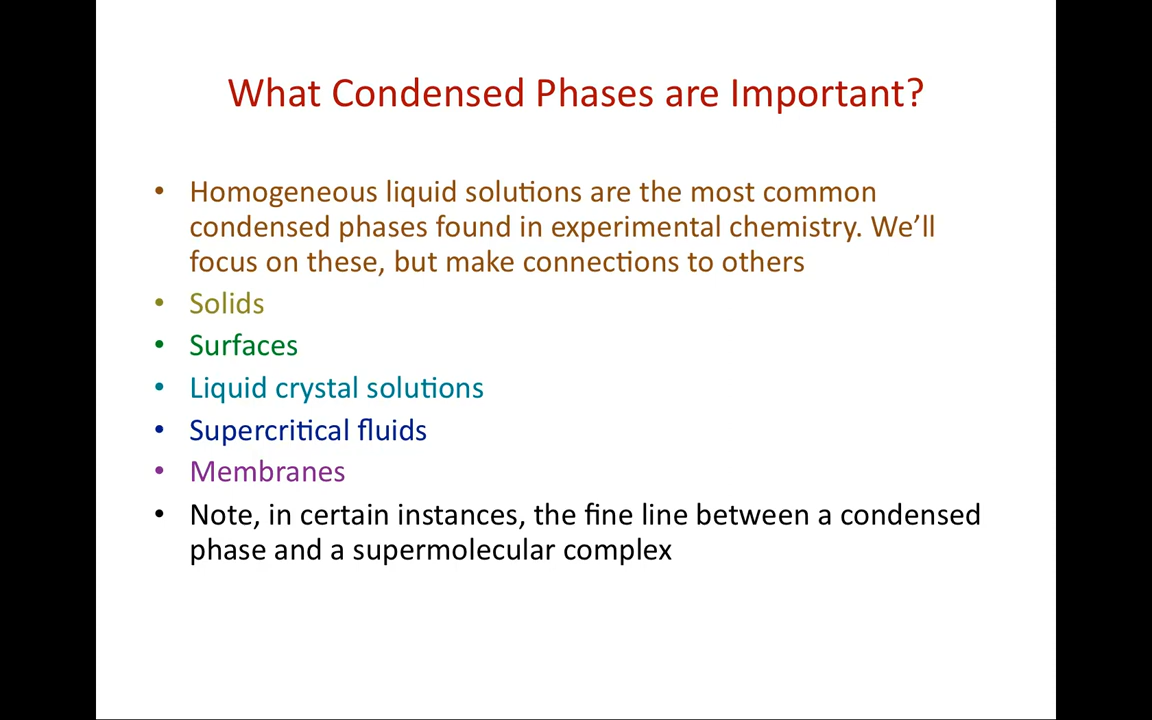 What Condensed Phases are Important?
• Homogeneous liquid solutions are the most common
condensed phases found in experimental chemistry. We’ll
focus on these, but make connections to others
• Solids
• Surfaces
• Liquid crystal solutions
• Supercritical fluids
• Membranes
• Note, in certain instances, the fine line between a condensed
phase and a supermolecular complex